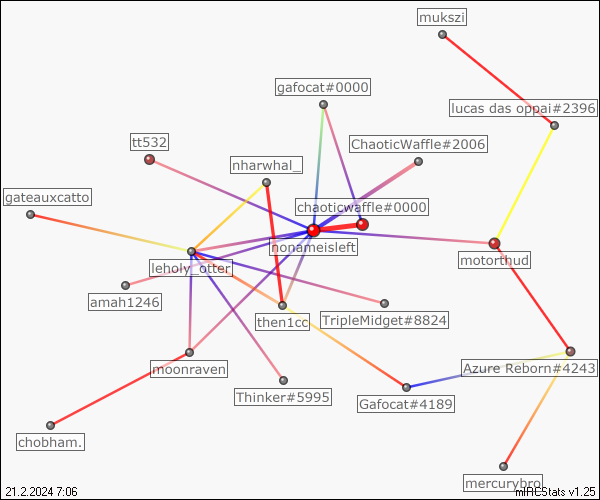 mukszi
gafocat#0000
lucas das oppai#2396
tt532
ChaoticWaffle#2006
nharwhal_
gateauxcatto
chaoticwaffle#0000
nonameisleft
motorthud
leholy_otter
amah1246
then1cc
TripleMidget#8824
moonraven
Azure Reborn#4243
Thinker#5995
Gafocat#4189
chobham.
mercurybro
21.2.2024 7:06
mIRCStats v1.25